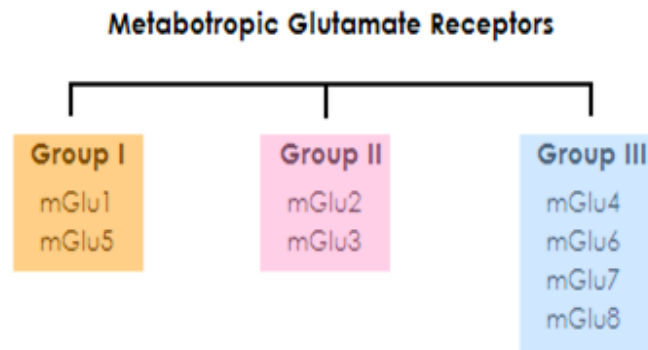 Metabotropic Glutamate Receptors
Group I
mGlu1
mGlu5
Group II
mGlu2
mGlu3
Group III
mGlu4
mGlu6
mGlu7
mGlu8